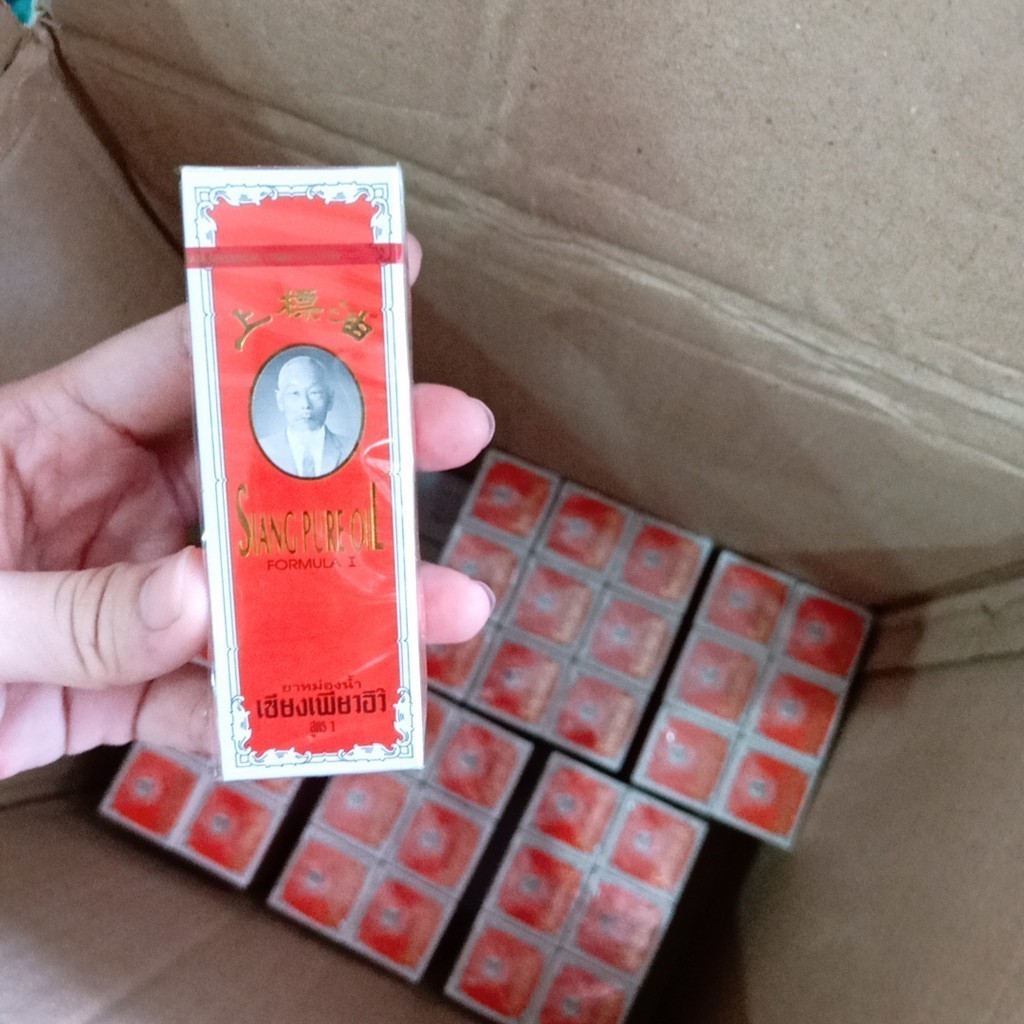 上標油
SIANG PURE OIL
FORMULA I
ยาหม่องน้ำ
เซียงเพียวอิ๊ว
สูตร 1